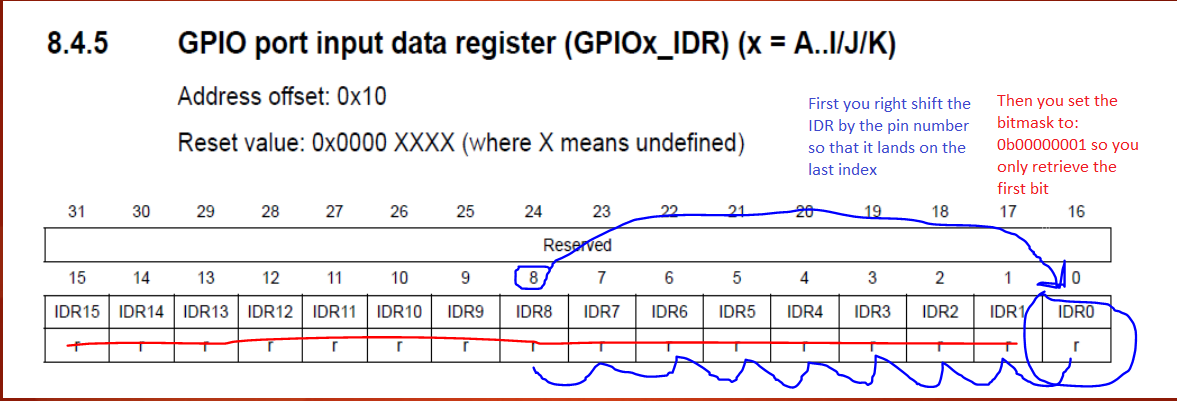 8.4.5 GPIO port input data register (GPIOx_IDR) (x = A..I/J/K)
Address offset: 0x10
Reset value: 0x0000 XXXX (where X means undefined)
First you right shift the
IDR by the pin number
so that it lands on the
last index
Then you set the
bitmask to:
0b00000001 so you
only retrieve the
first bit
31 30 29 28 27 26 25 24 23 22 21 20 19 18 17 16
Reserved
15 14 13 12 11 10 9 8 7 6 5 4 3 2 1 0
IDR15 IDR14 IDR13 IDR12 IDR11 IDR10 IDR9 IDR8 IDR7 IDR6 IDR5 IDR4 IDR3 IDR2 IDR1 IDR0
r r r r r r r r r r r r r r r r